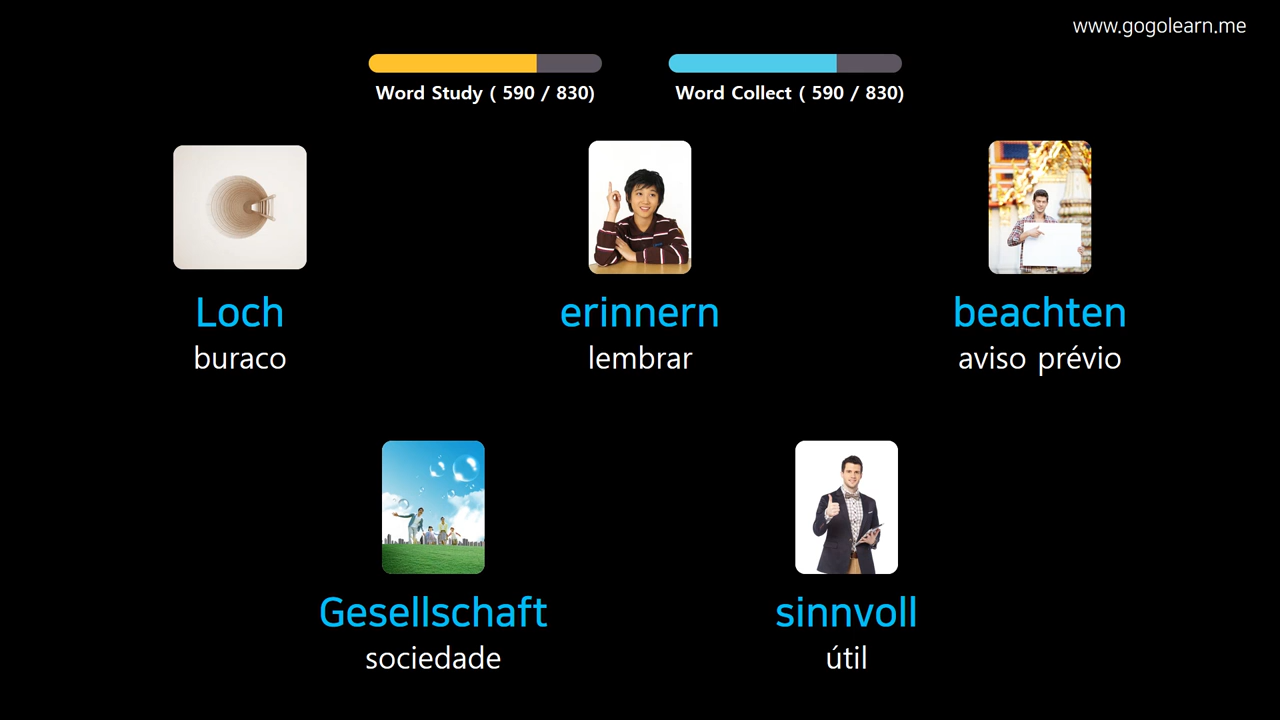 www.gogolearn.me
Word Study ( 590 / 830)
Word Collect ( 590 / 830)
Loch
buraco
erinnern
lembrar
beachten
aviso prévio
Gesellschaft
sociedade
sinnvoll
útil